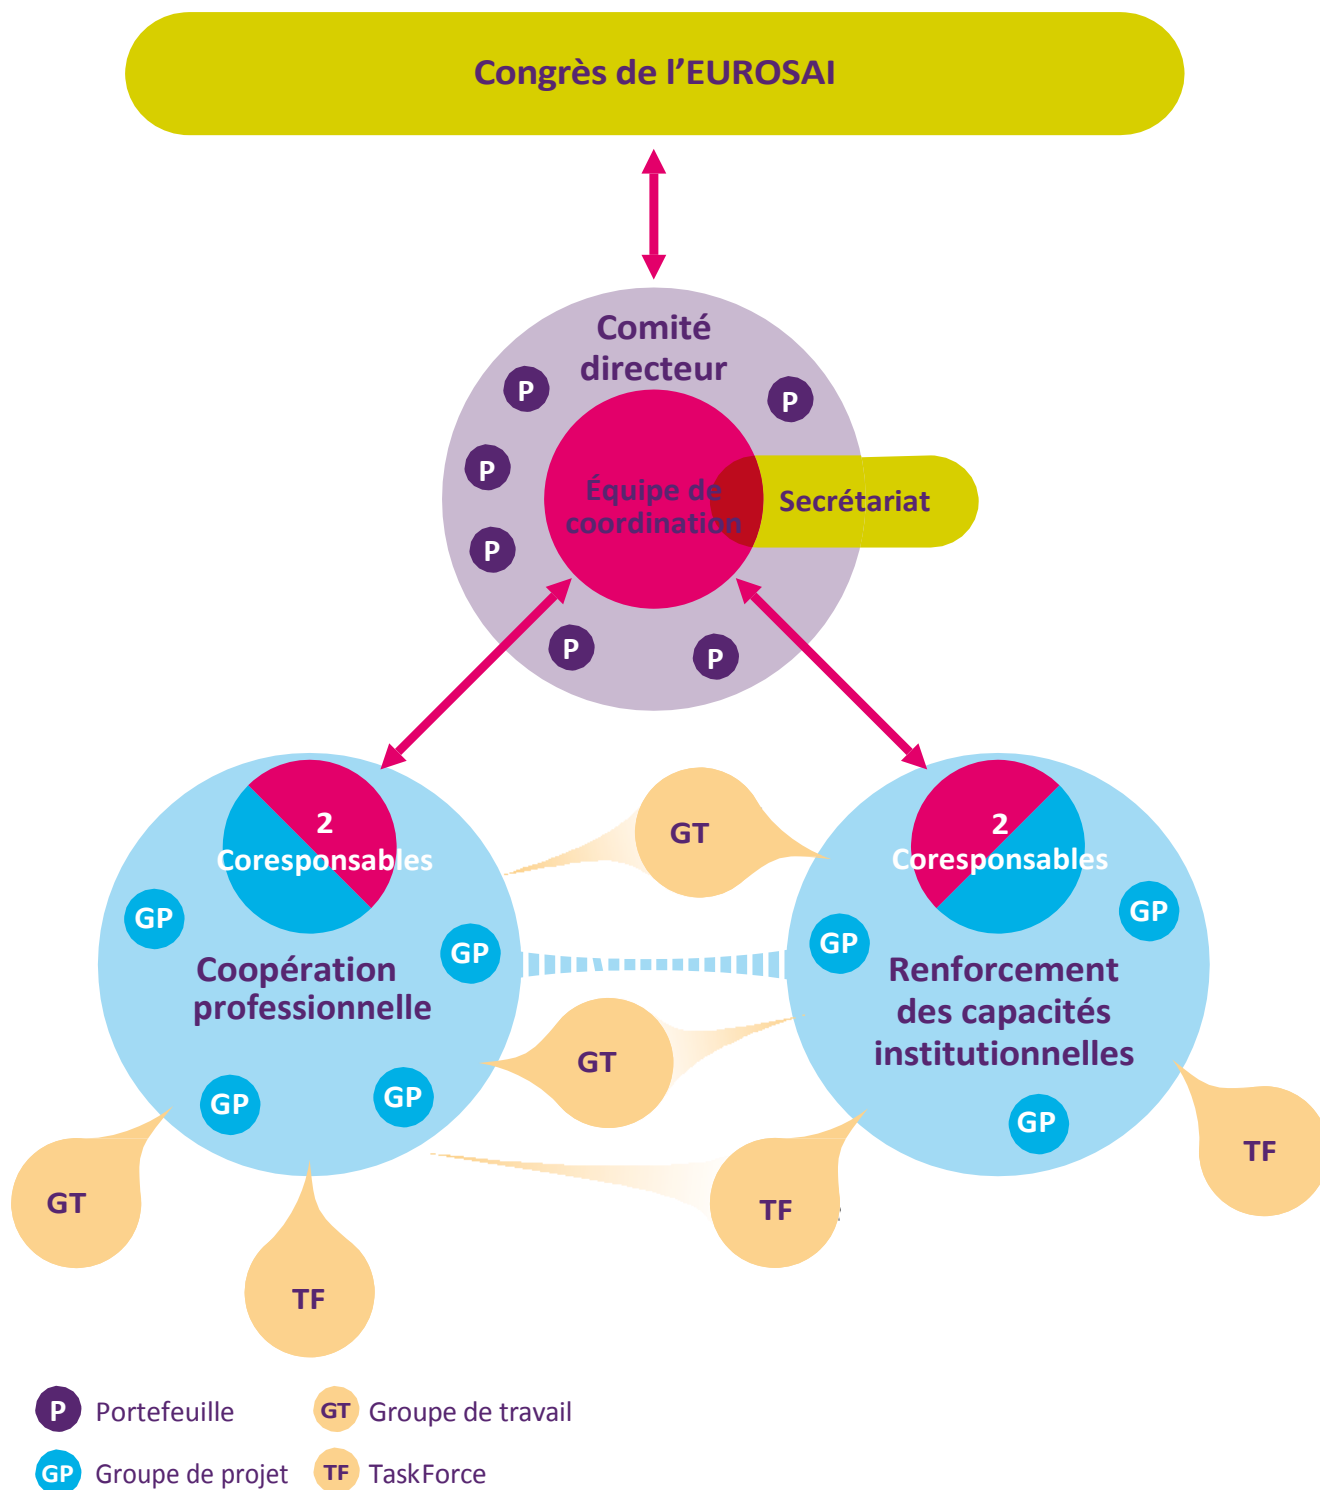 Congrès de l'EUROSAI
Comité
directeur
P
P
P
P
P
P
Équipe de
coordination
Secrétariat
2
Coresponsables
2
Coresponsables
GT
GP
GP
GP
GP
Coopération
professionnelle
Renforcement
des capacités
institutionnelles
GT
GP
GP
GP
GT
TF
TF
TF
P Portefeuille
GT Groupe de travail
GP Groupe de projet
TF TaskForce